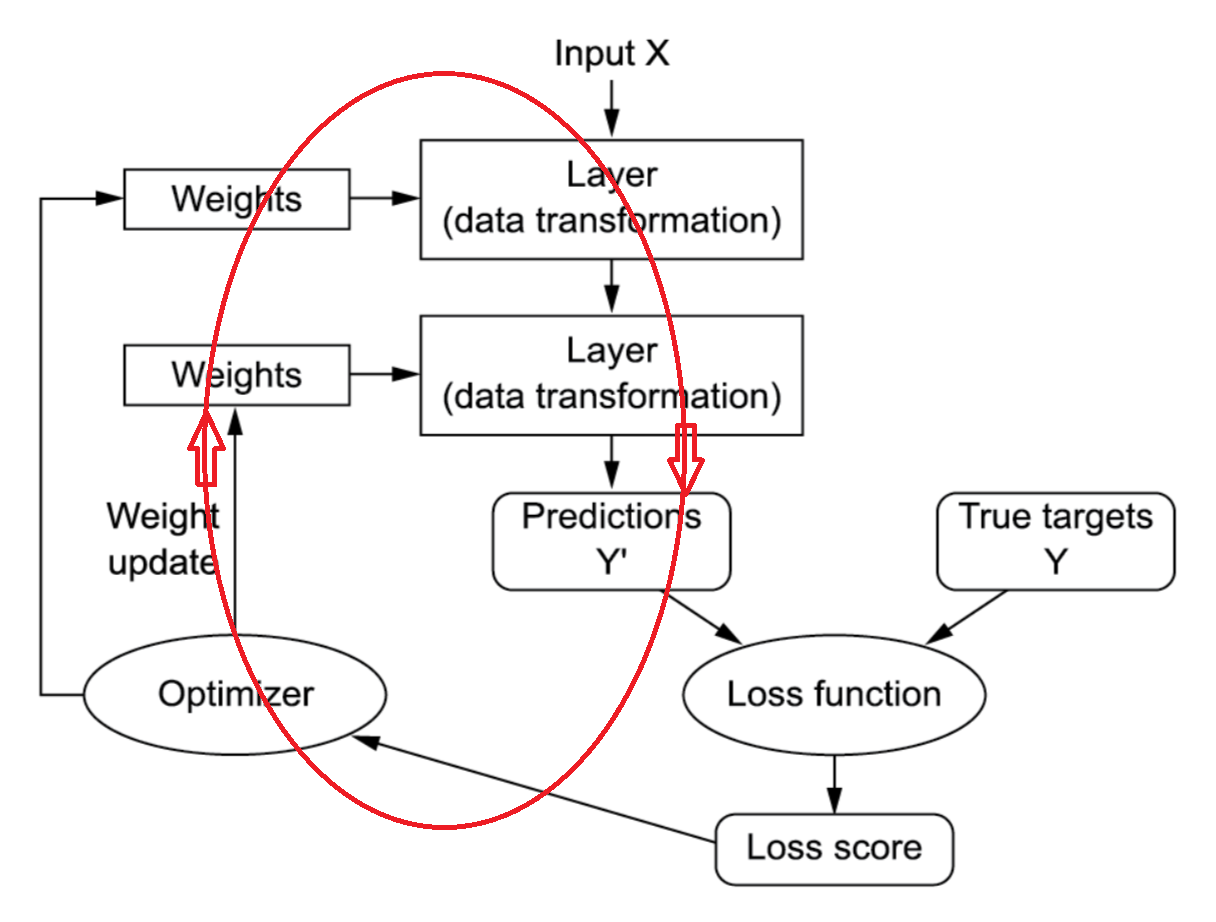 Input X
Weights
Layer
(data transformation)
Weights
Layer
(data transformation)
Weight
update
Predictions
Y'
True targets
Y
Optimizer
Loss function
Loss score